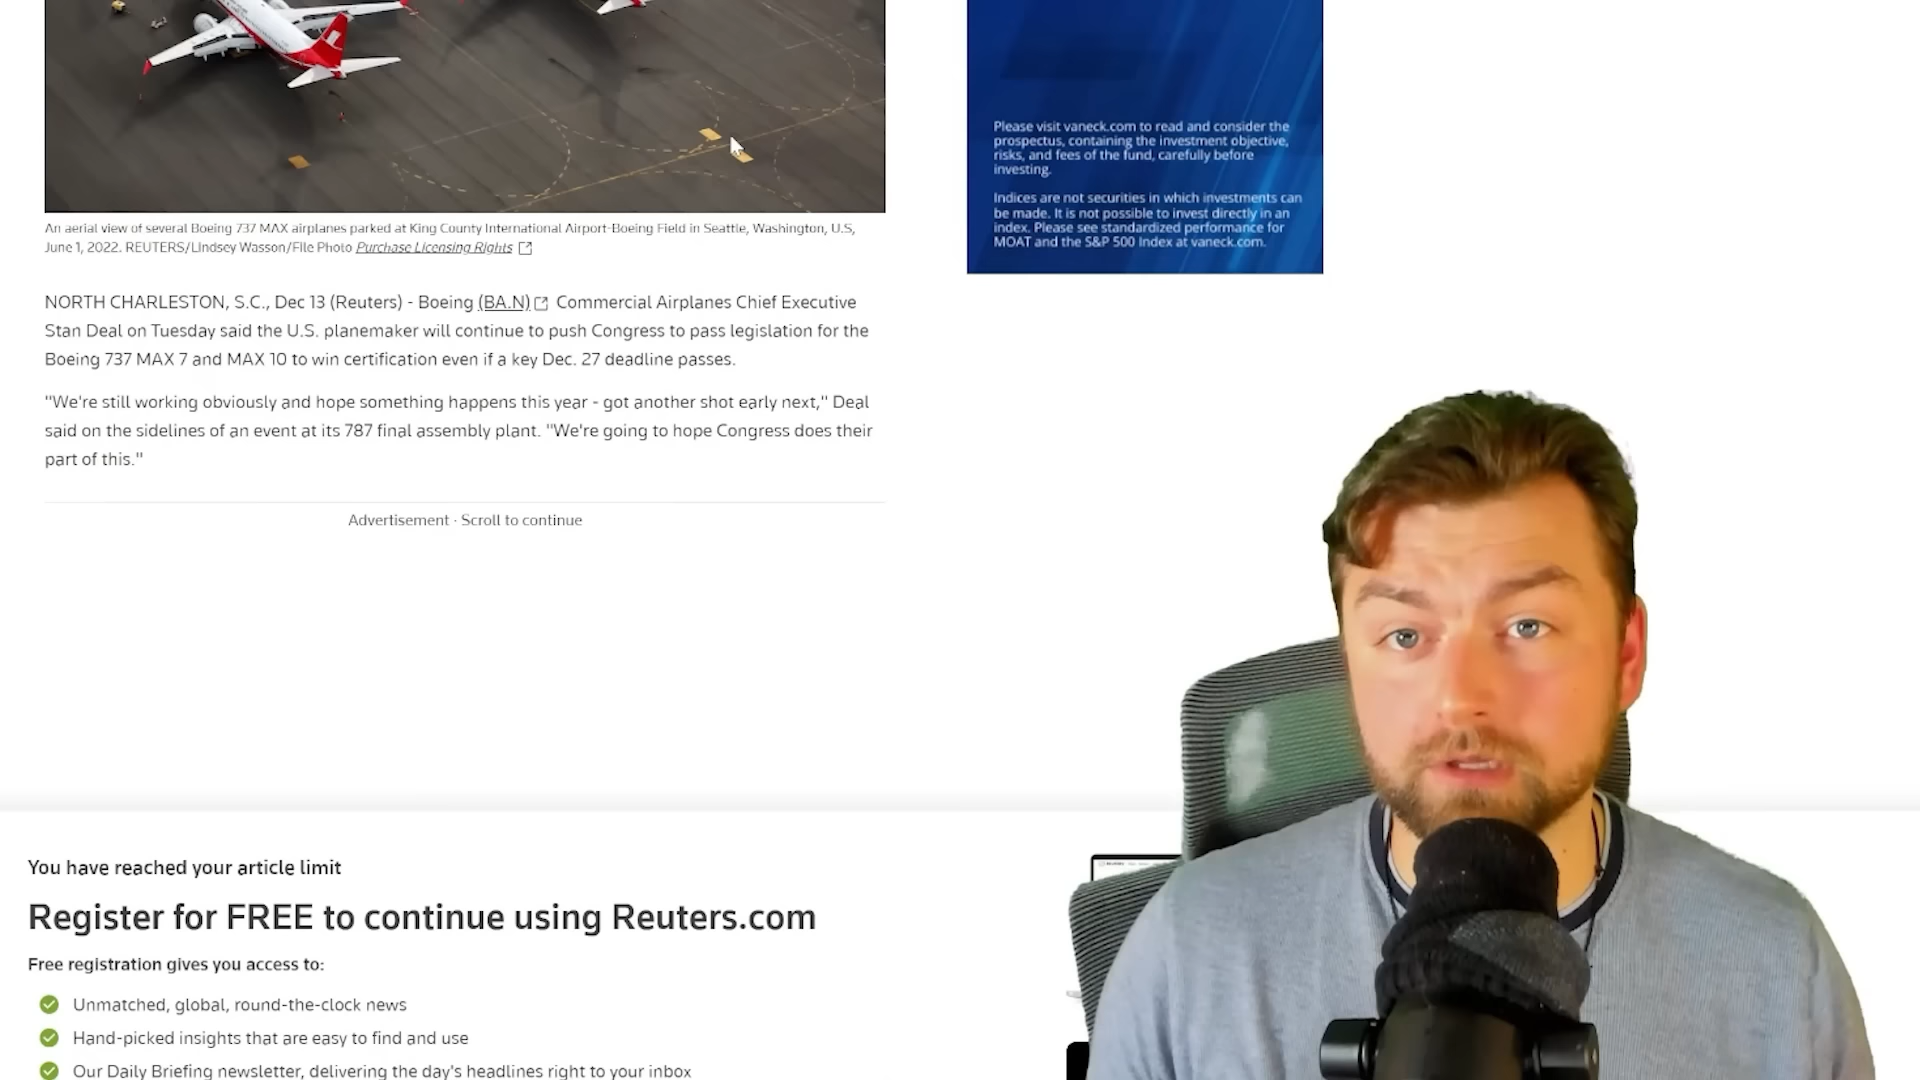 An aerial view of several Boeing 737 MAX airplanes parked at King County International Airport-Boeing Field in Seattle, Washington, U.S,
June 1, 2022. REUTERS/Lindsey Wasson/File Photo Purchase Licensing Rights
NORTH CHARLESTON, S.C., Dec 13 (Reuters) - Boeing (BA.N) Commercial Airplanes Chief Executive
Stan Deal on Tuesday said the U.S. planemaker will continue to push Congress to pass legislation for the
Boeing 737 MAX 7 and MAX 10 to win certification even if a key Dec. 27 deadline passes.
"We're still working obviously and hope something happens this year - got another shot early next," Deal
said on the sidelines of an event at its 787 final assembly plant. "We're going to hope Congress does their
part of this."
Advertisement · Scroll to continue
Please visit vaneck.com to read and consider the
prospectus, containing the investment objective,
risks, and fees of the fund, carefully before
investing.
Indices are not securities in which investments can
be made. It is not possible to invest directly in an
index. Please see standardized performance for
MOAT and the S&P 500 Index at vaneck.com.
You have reached your article limit
Register for FREE to continue using Reuters.com
Free registration gives you access to:
Unmatched, global, round-the-clock news
Hand-picked insights that are easy to find and use
Our Daily Briefing newsletter, delivering the day's headlines right to your inbox